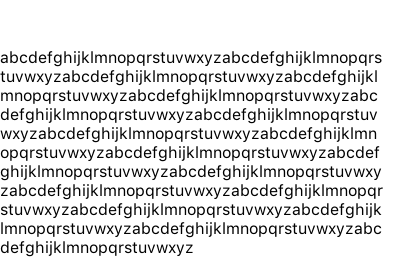 abcdefghijklmnopqrstuvwxyzabcdefghijklmnopqrs
tuvwxyzabcdefghijklmnopqrstuvwxyzabcdefghijkl
mnopqrstuvwxyzabcdefghijklmnopqrstuvwxyzabc
defghijklmnopqrstuvwxyzabcdefghijklmnopqrstuv
wxyzabcdefghijklmnopqrstuvwxyzabcdefghijklmn
opqrstuvwxyzabcdefghijklmnopqrstuvwxyzabcdef
ghijklmnopqrstuvwxyzabcdefghijklmnopqrstuvwxy
zabcdefghijklmnopqrstuvwxyzabcdefghijklmnopqr
stuvwxyzabcdefghijklmnopqrstuvwxyzabcdefghijk
lmnopqrstuvwxyzabcdefghijklmnopqrstuvwxyzabc
defghijklmnopqrstuvwxyz